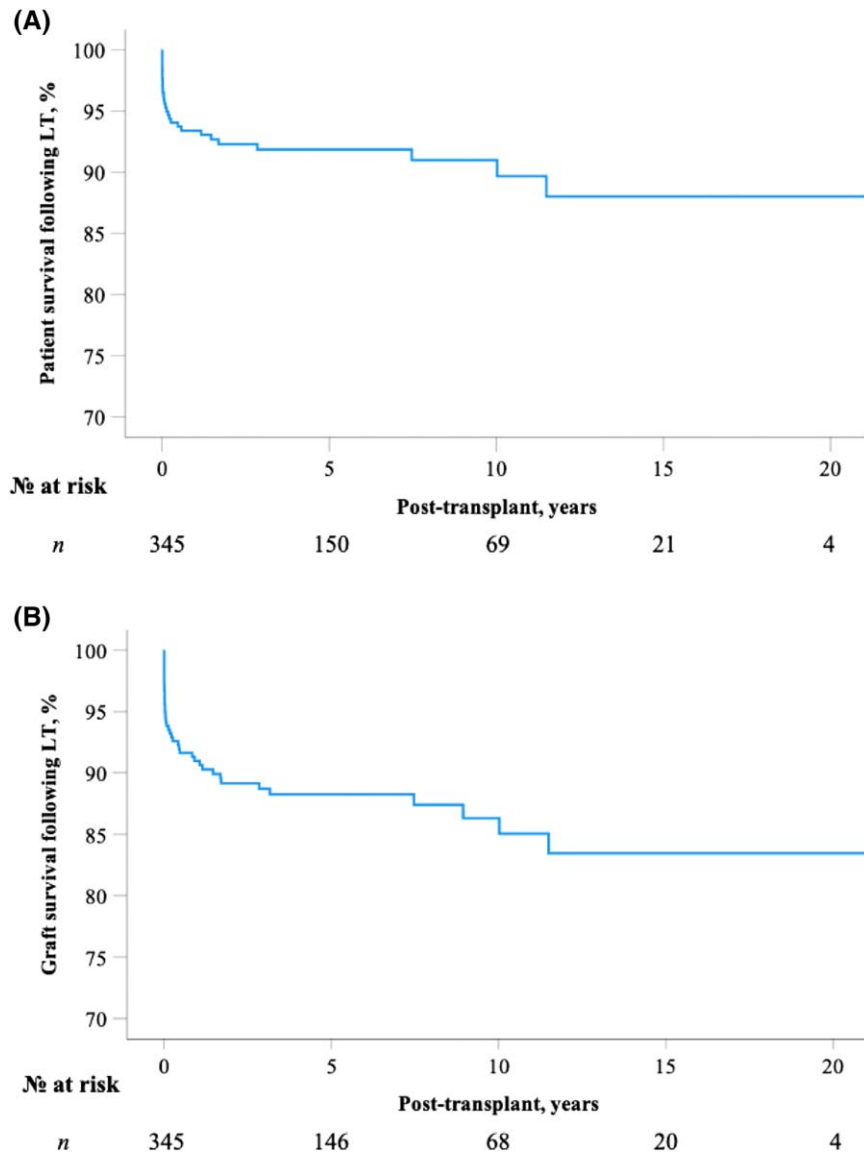 (A)
Patient survival following LT, %
100
95
90
85
80
75
70
0 5 10 15 20
№ at risk
Post-transplant, years
n 345 150 69 21 4
(B)
Graft survival following LT, %
100
95
90
85
80
75
70
0 5 10 15 20
№ at risk
Post-transplant, years
n 345 146 68 20 4